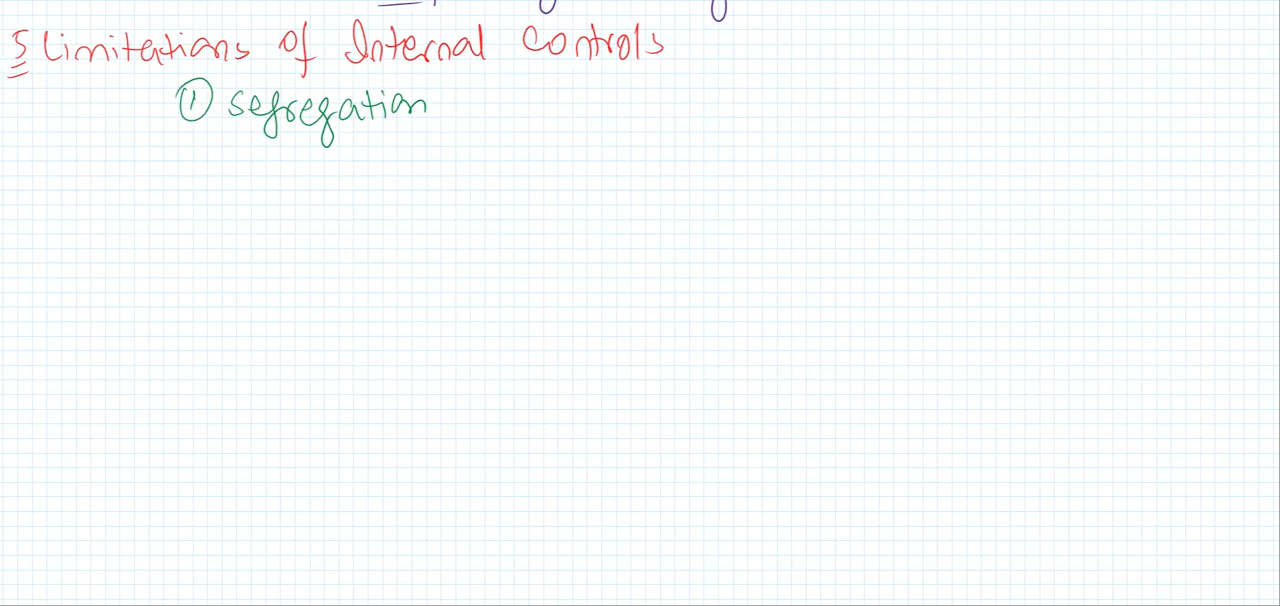 5 Limitations of Internal Controls
① segregation